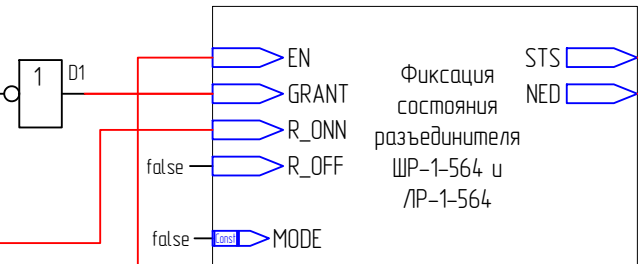 1 D1
EN
GRANT
R_ONN
false R_OFF
false Const MODE
Фиксация
состояния
разъединителя
ШР-1-564 и
ЛР-1-564
STS
NED